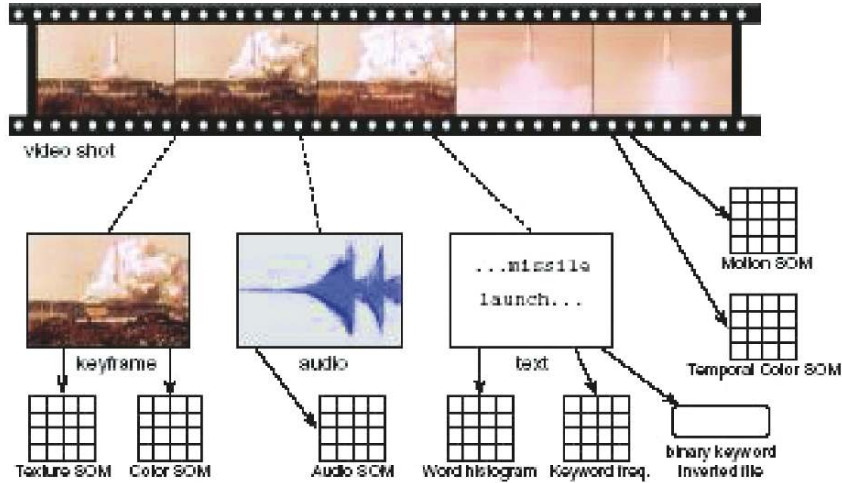 video shot
...missile
launch...
Motion SOM
keyframe
audio
text
Temporal Color SOM
Texture SOM
Color SOM
Audio SOM
Word histogram
Keyword freq.
binary keyword
inverted file